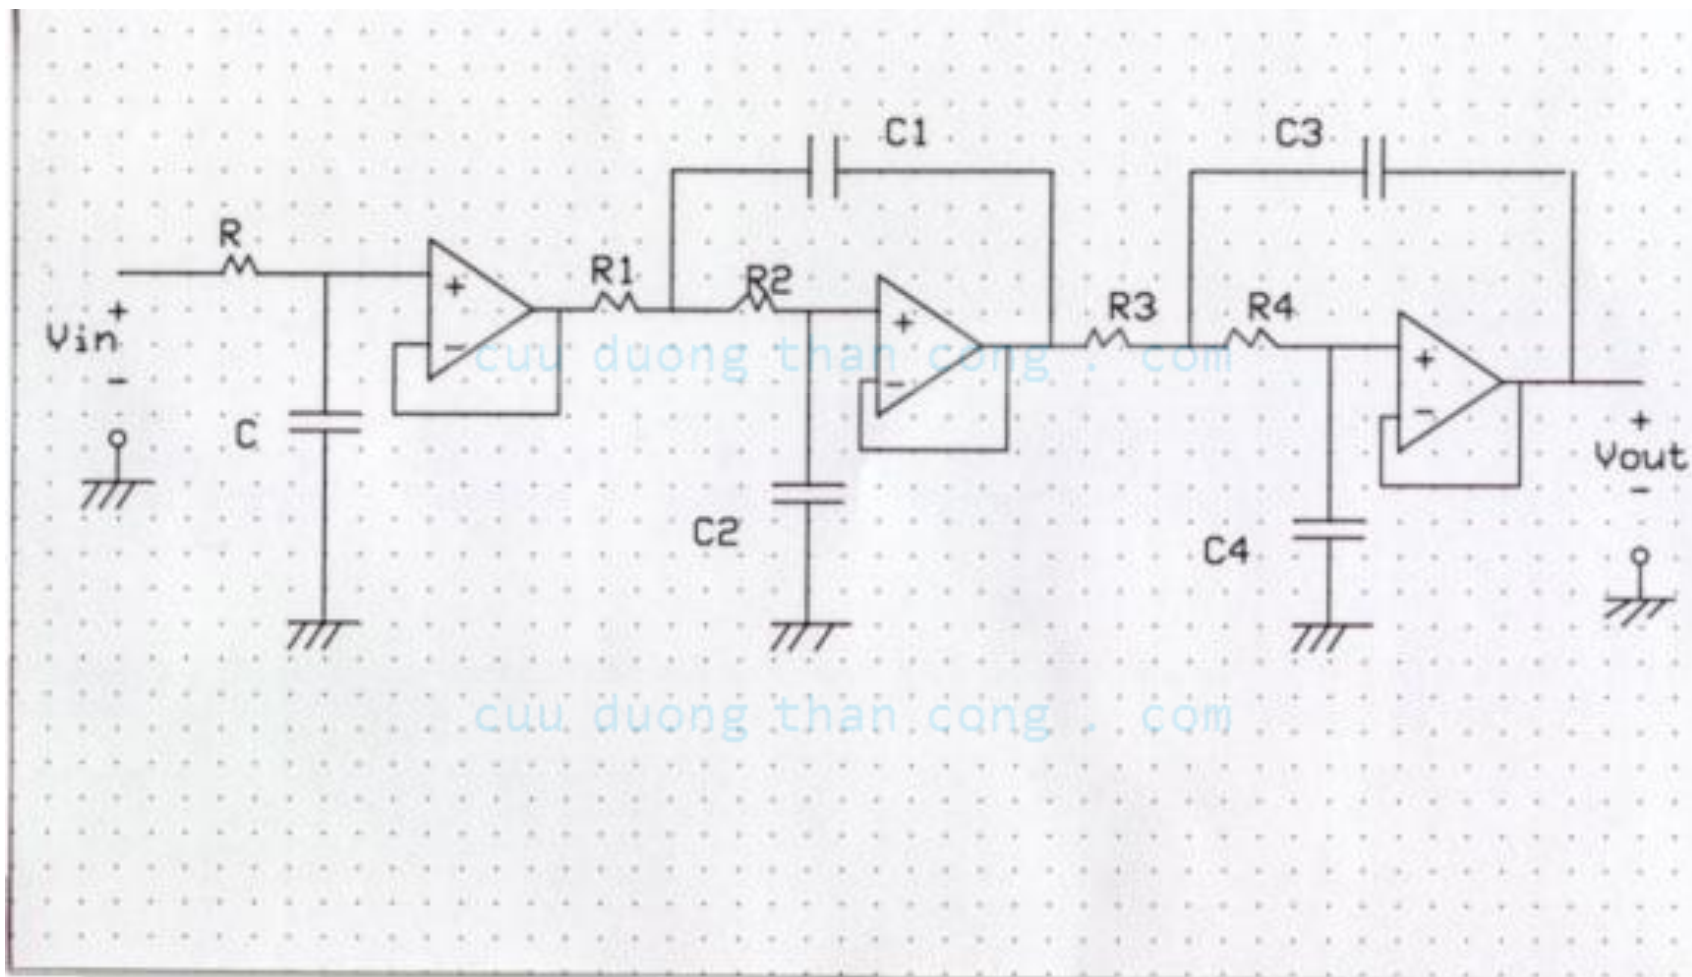 C1
C3
R
R1
R2
R3
R4
+
+
+
+
-
-
-
Vin
-
+
Vout
-
C
C2
C4
cuu duong than cong . com
cuu duong than cong . com